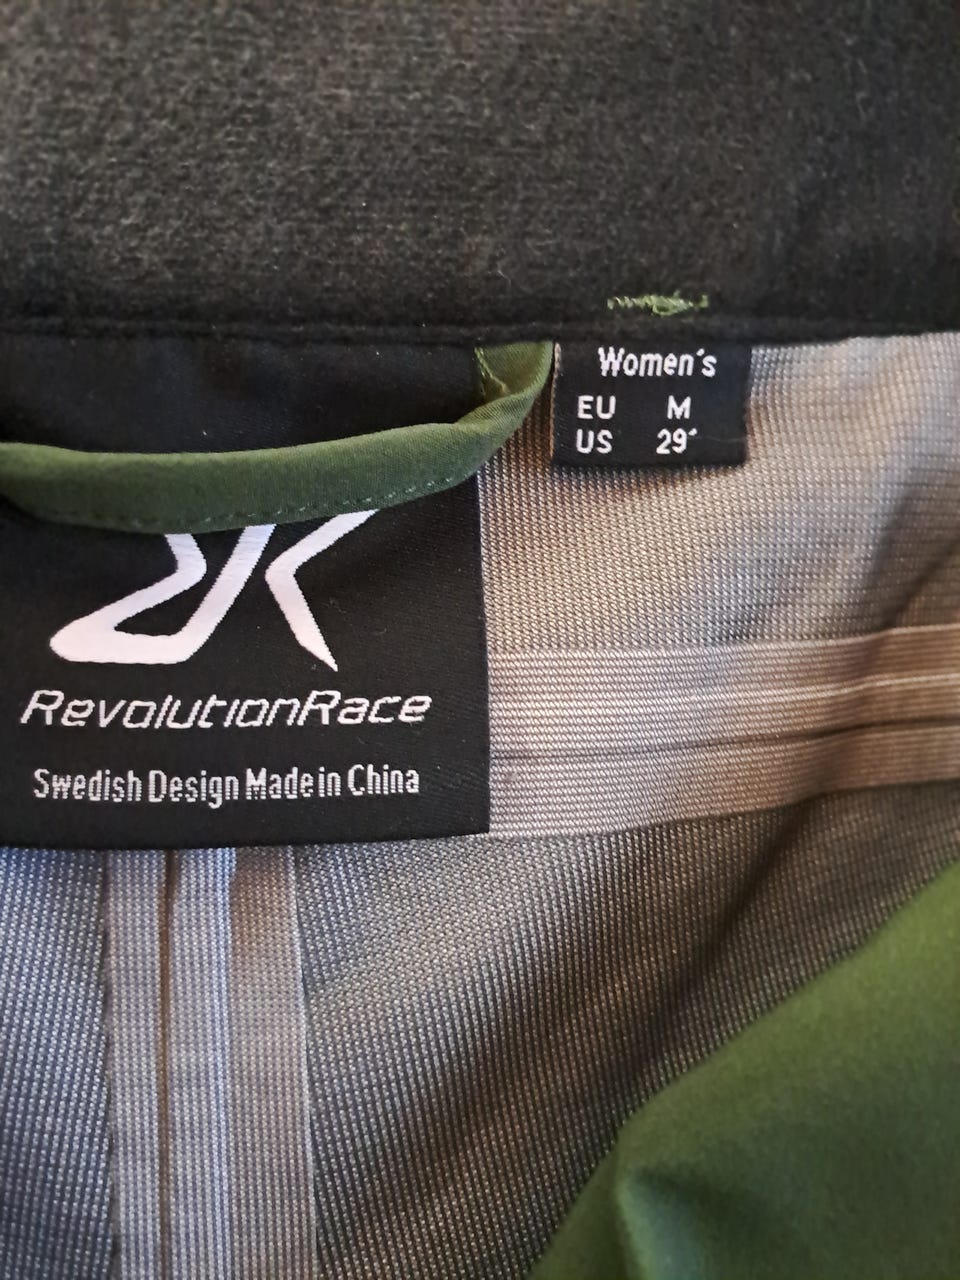 Women's
EU M
US 29"
RevolutionRace
Swedish Design Made in China